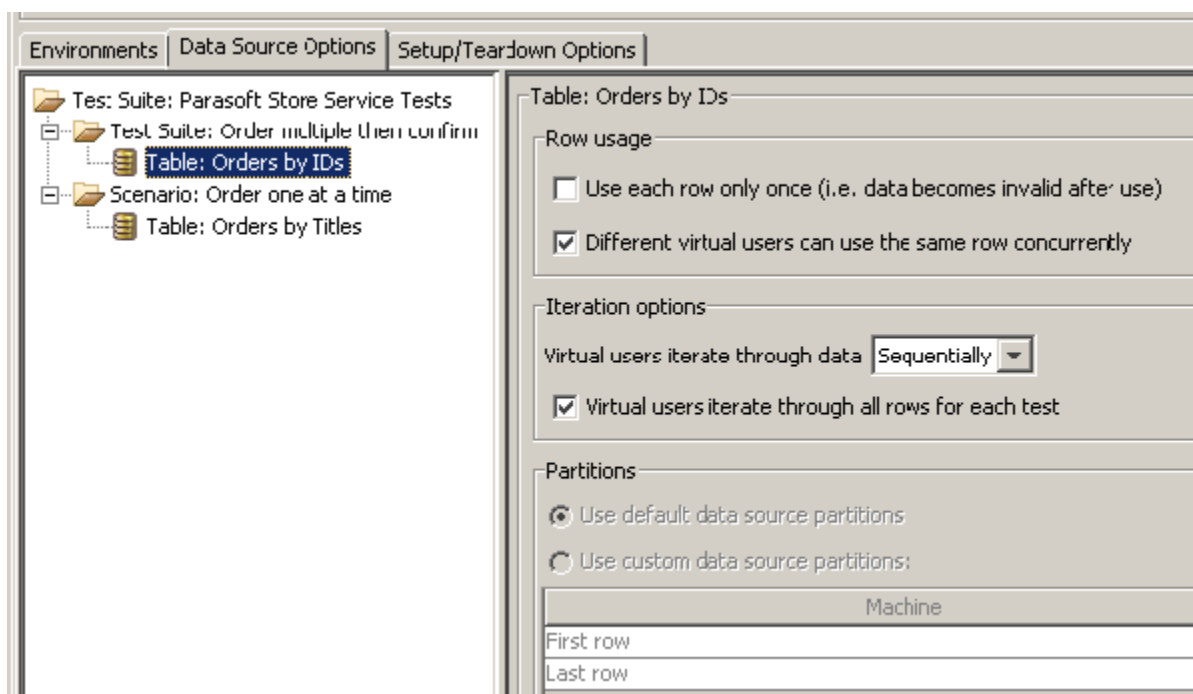 Environments
Data Source Options
Setup/Teardown Options
Test Suite: Parasoft Store Service Tests
Test Suite: Order multiple then confirm
Table: Orders by IDs
Scenario: Order one at a time
Table: Orders by Titles
Table: Orders by IDs
Row usage
Use each row only once (i.e. data becomes invalid after use)
Different virtual users can use the same row concurrently
Iteration options
Virtual users iterate through data Sequentially
Virtual users iterate through all rows for each test
Partitions
Use default data source partitions
Use custom data source partitions:
Machine
First row
Last row